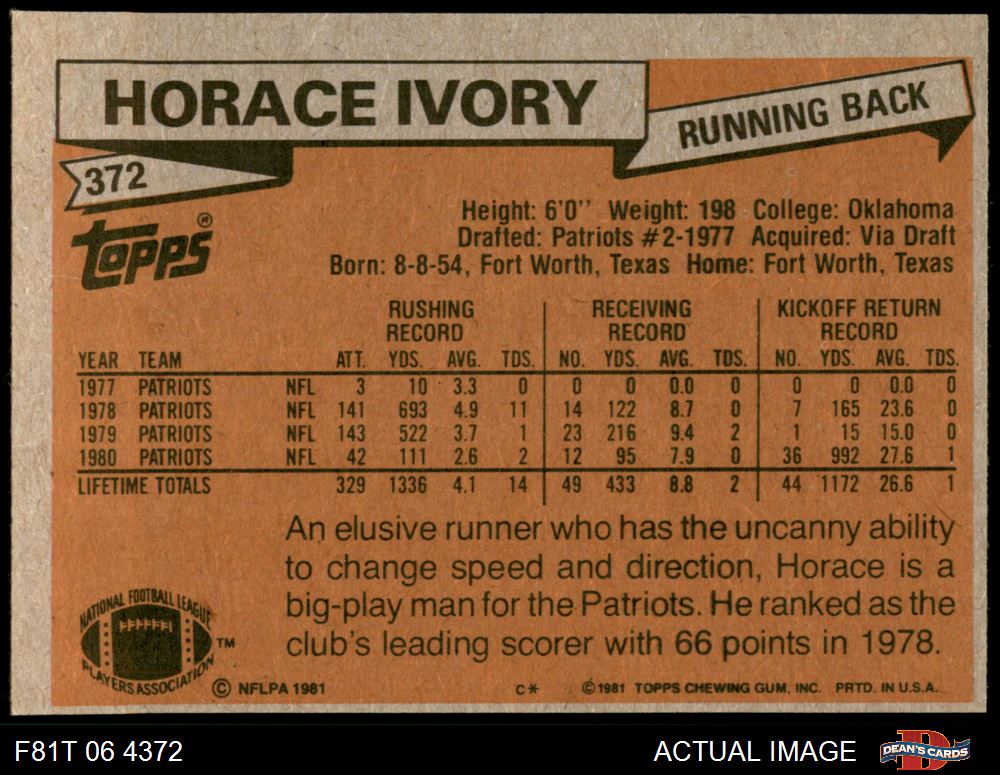 HORACE IVORY
RUNNING BACK
372
TOPPS®
Height: 6'0" Weight: 198 College: Oklahoma
Drafted: Patriots #2-1977 Acquired: Via Draft
Born: 8-8-54, Fort Worth, Texas Home: Fort Worth, Texas
RUSHING RECORD RECEIVING RECORD KICKOFF RETURN RECORD
YEAR TEAM ATT. YDS. AVG. TDS. NO. YDS. AVG. TDS. NO. YDS. AVG. TDS.
1977 PATRIOTS NFL 3 10 3.3 0 0 0 0.0 0 0 0 0.0 0
1978 PATRIOTS NFL 141 693 4.9 11 14 122 8.7 0 7 165 23.6 0
1979 PATRIOTS NFL 143 522 3.7 1 23 216 9.4 2 1 15 15.0 0
1980 PATRIOTS NFL 42 111 2.6 2 12 95 7.9 0 36 992 27.6 1
LIFETIME TOTALS 329 1336 4.1 14 49 433 8.8 2 44 1172 26.6 1
An elusive runner who has the uncanny ability
to change speed and direction, Horace is a
big-play man for the Patriots. He ranked as the
club's leading scorer with 66 points in 1978.
NATIONAL FOOTBALL LEAGUE
PLAYERS ASSOCIATION
TM
© NFLPA 1981 C* ©1981 TOPPS CHEWING GUM, INC. PRTD. IN U.S.A.
F81T 06 4372 ACTUAL IMAGE DEAN'S CARDS